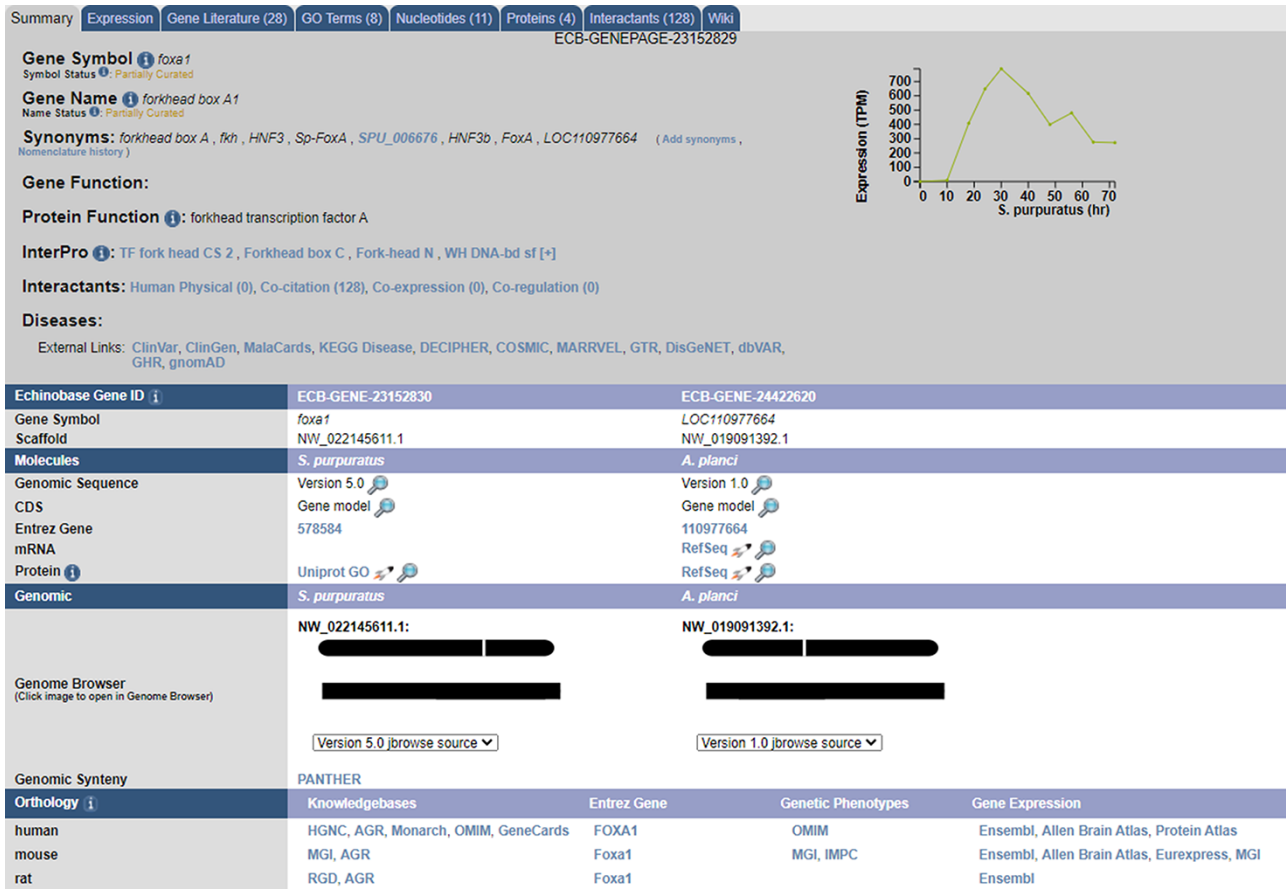 Summary Expression Gene Literature (28) GO Terms (8) Nucleotides (11) Proteins (4) Interactants (128) Wiki
ECB-GENEPAGE-23152829
Gene Symbol i foxa1
Symbol Status i: Partially Curated
Gene Name i forkhead box A1
Name Status i: Partially Curated
Synonyms: forkhead box A , fkh , HNF3 , Sp-FoxA , SPU_006676 , HNF3b , FoxA , LOC110977664 ( Add synonyms ,
Nomenclature history )
Gene Function:
Protein Function i: forkhead transcription factor A
InterPro i: TF fork head CS 2 , Forkhead box C , Fork-head N , WH DNA-bd sf [+]
Interactants: Human Physical (0), Co-citation (128), Co-expression (0), Co-regulation (0)
Diseases:
External Links: ClinVar, ClinGen, MalaCards, KEGG Disease, DECIPHER, COSMIC, MARRVEL, GTR, DisGeNET, dbVAR,
GHR, gnomAD
Expression (TPM)
700
600
500
400
300
200
100
0
0 10 20 30 40 50 60 70
S. purpuratus (hr)
Echinobase Gene ID i ECB-GENE-23152830 ECB-GENE-24422620
Gene Symbol foxa1 LOC110977664
Scaffold NW_022145611.1 NW_019091392.1
Molecules S. purpuratus A. planci
Genomic Sequence Version 5.0 Version 1.0
CDS Gene model Gene model
Entrez Gene 578584 110977664
mRNA RefSeq
Protein i Uniprot GO RefSeq
Genomic S. purpuratus A. planci
NW_022145611.1: NW_019091392.1:
Genome Browser
(Click image to open in Genome Browser)
Version 5.0 jbrowse source Version 1.0 jbrowse source
Genomic Synteny PANTHER
Orthology i Knowledgebases Entrez Gene Genetic Phenotypes Gene Expression
human HGNC, AGR, Monarch, OMIM, GeneCards FOXA1 OMIM Ensembl, Allen Brain Atlas, Protein Atlas
mouse MGI, AGR Foxa1 MGI, IMPC Ensembl, Allen Brain Atlas, Eurexpress, MGI
rat RGD, AGR Foxa1 Ensembl